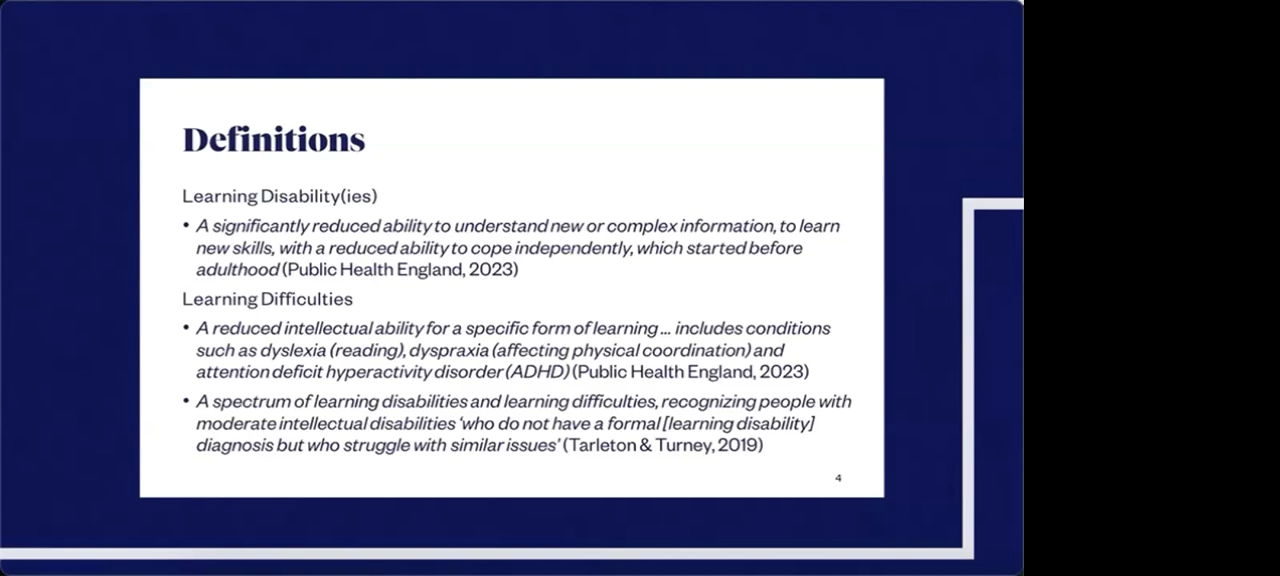 Definitions
Learning Disability(ies)
• A significantly reduced ability to understand new or complex information, to learn
new skills, with a reduced ability to cope independently, which started before
adulthood (Public Health England, 2023)
Learning Difficulties
• A reduced intellectual ability for a specific form of learning ... includes conditions
such as dyslexia (reading), dyspraxia (affecting physical coordination) and
attention deficit hyperactivity disorder (ADHD) (Public Health England, 2023)
• A spectrum of learning disabilities and learning difficulties, recognizing people with
moderate intellectual disabilities ‘who do not have a formal [learning disability]
diagnosis but who struggle with similar issues’ (Tarleton & Turney, 2019)
4